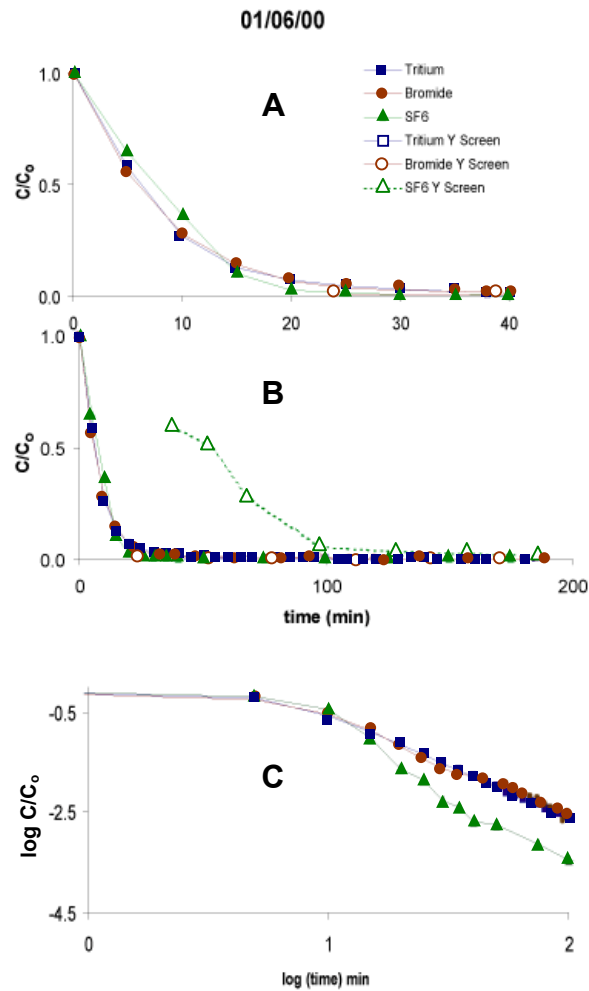 01/06/00
A
Tritium
Bromide
SF6
Tritium Y Screen
Bromide Y Screen
SF6 Y Screen
C/Co
1.0
0.5
0.0
0 10 20 30 40
B
C/Co
1.0
0.5
0.0
0 100 200
time (min)
C
log C/Co
-0.5
-2.5
-4.5
0 1 2
log (time) min